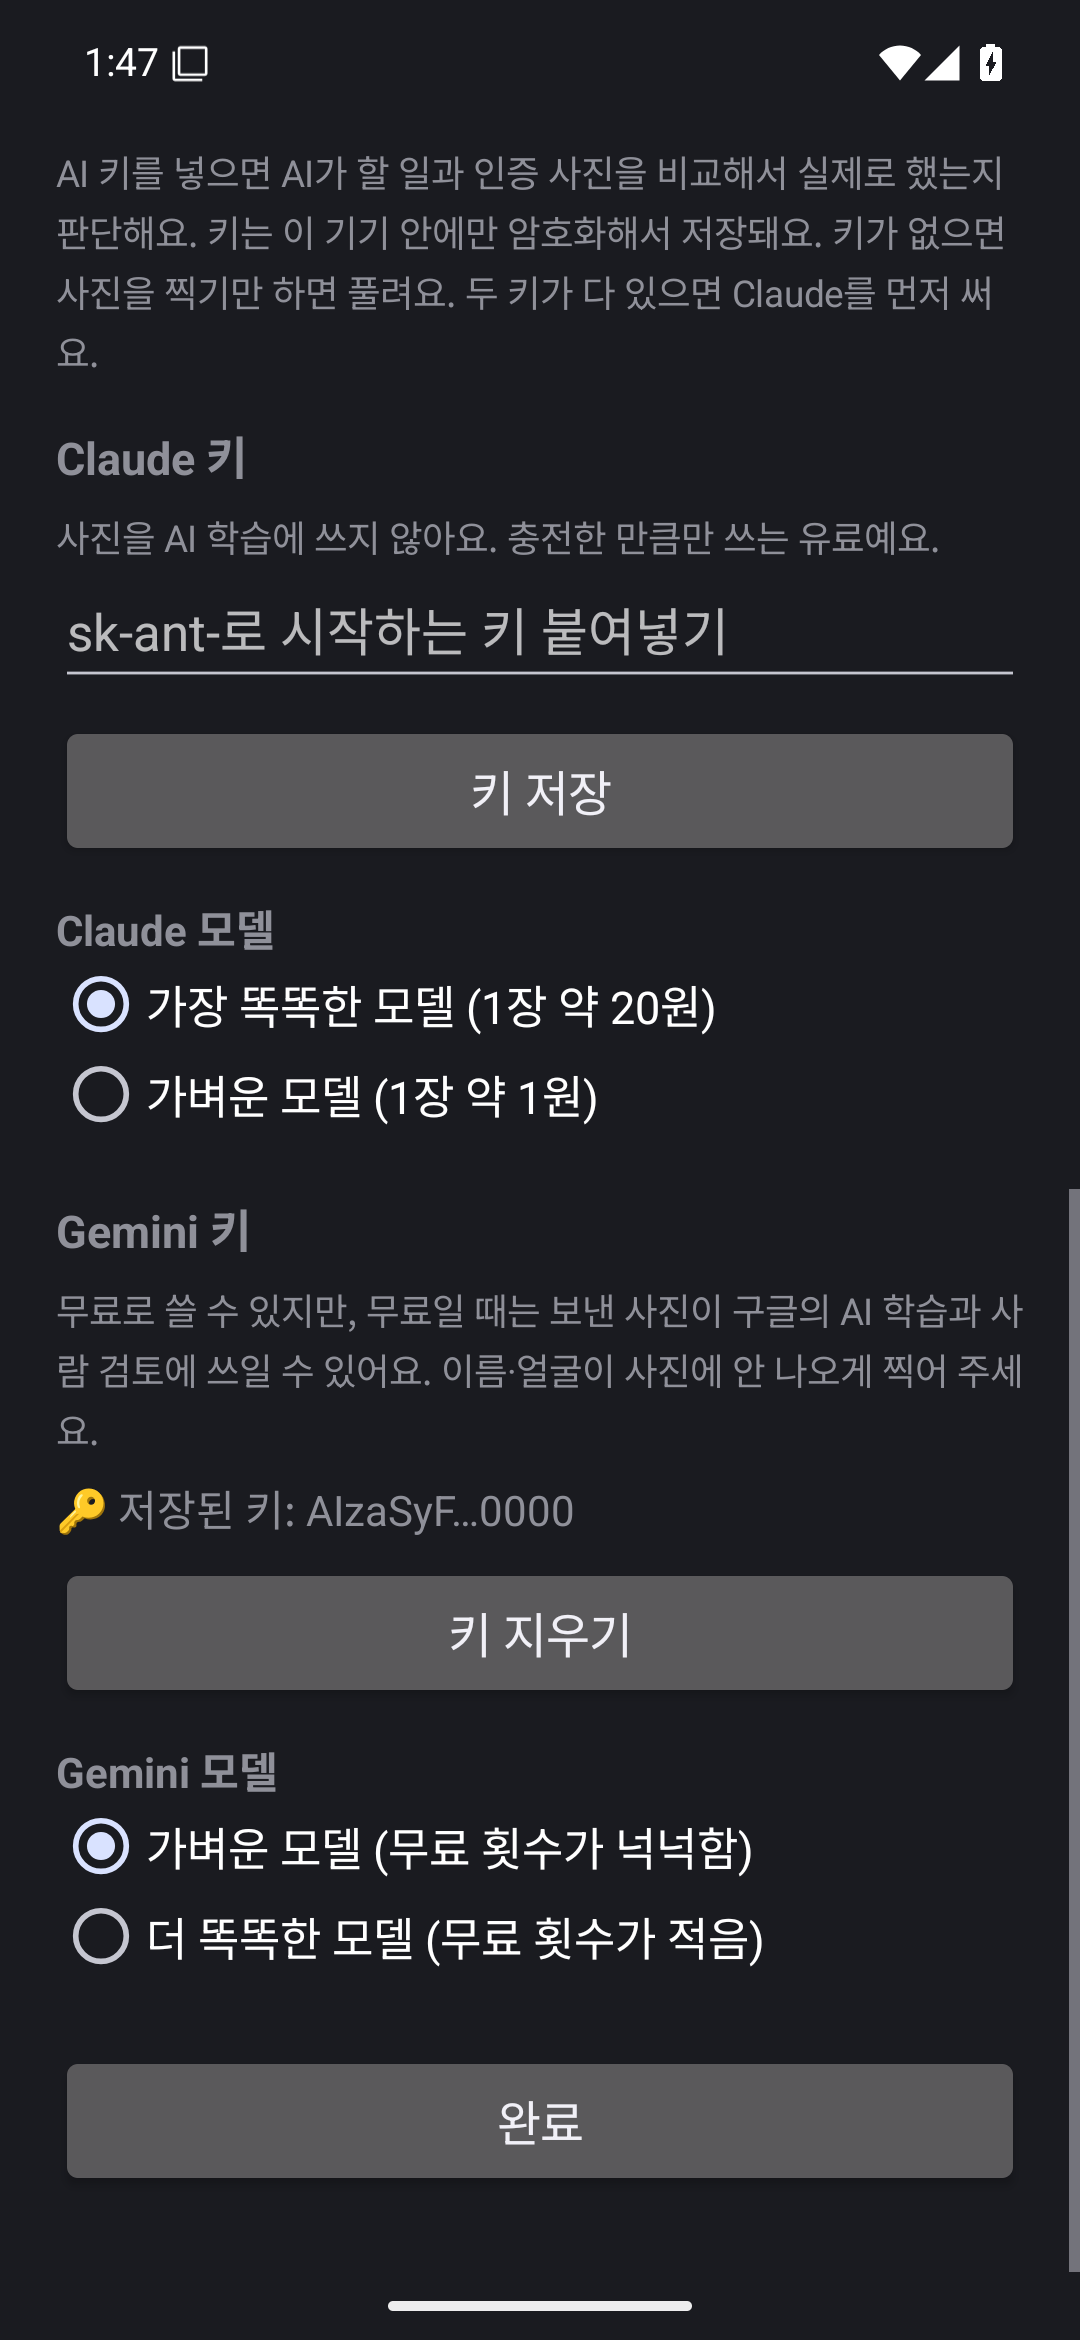 1:47
AI 키를 넣으면 AI가 할 일과 인증 사진을 비교해서 실제로 했는지
판단해요. 키는 이 기기 안에만 암호화해서 저장돼요. 키가 없으면
사진을 찍기만 하면 풀려요. 두 키가 다 있으면 Claude를 먼저 써
요.
Claude 키
사진을 AI 학습에 쓰지 않아요. 충전한 만큼만 쓰는 유료예요.
sk-ant-로 시작하는 키 붙여넣기
키 저장
Claude 모델
가장 똑똑한 모델 (1장 약 20원)
가벼운 모델 (1장 약 1원)
Gemini 키
무료로 쓸 수 있지만, 무료일 때는 보낸 사진이 구글의 AI 학습과 사
람 검토에 쓰일 수 있어요. 이름·얼굴이 사진에 안 나오게 찍어 주세
요.
🔑 저장된 키: AIzaSyF…0000
키 지우기
Gemini 모델
가벼운 모델 (무료 횟수가 넉넉함)
더 똑똑한 모델 (무료 횟수가 적음)
완료